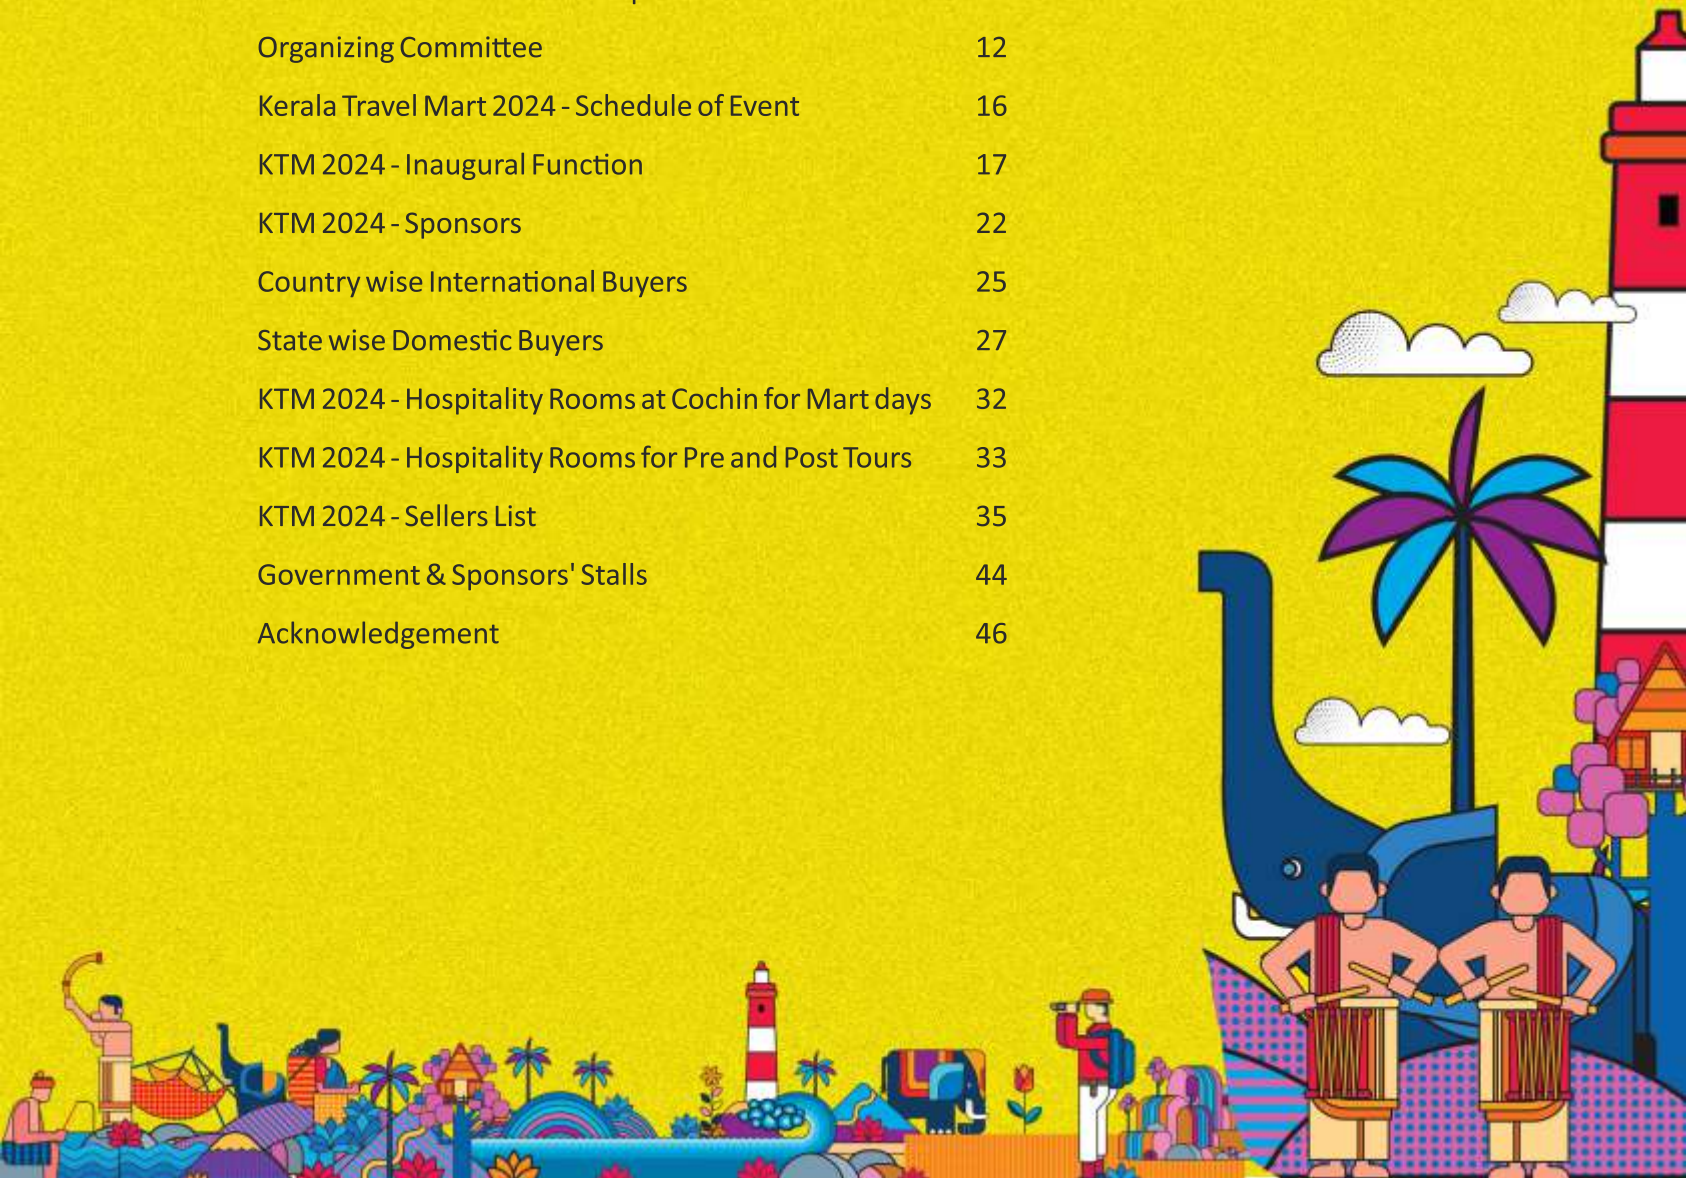 Organizing Committee 12
Kerala Travel Mart 2024 - Schedule of Event 16
KTM 2024 - Inaugural Function 17
KTM 2024 - Sponsors 22
Country wise International Buyers 25
State wise Domestic Buyers 27
KTM 2024 - Hospitality Rooms at Cochin for Mart days 32
KTM 2024 - Hospitality Rooms for Pre and Post Tours 33
KTM 2024 - Sellers List 35
Government & Sponsors' Stalls 44
Acknowledgement 46